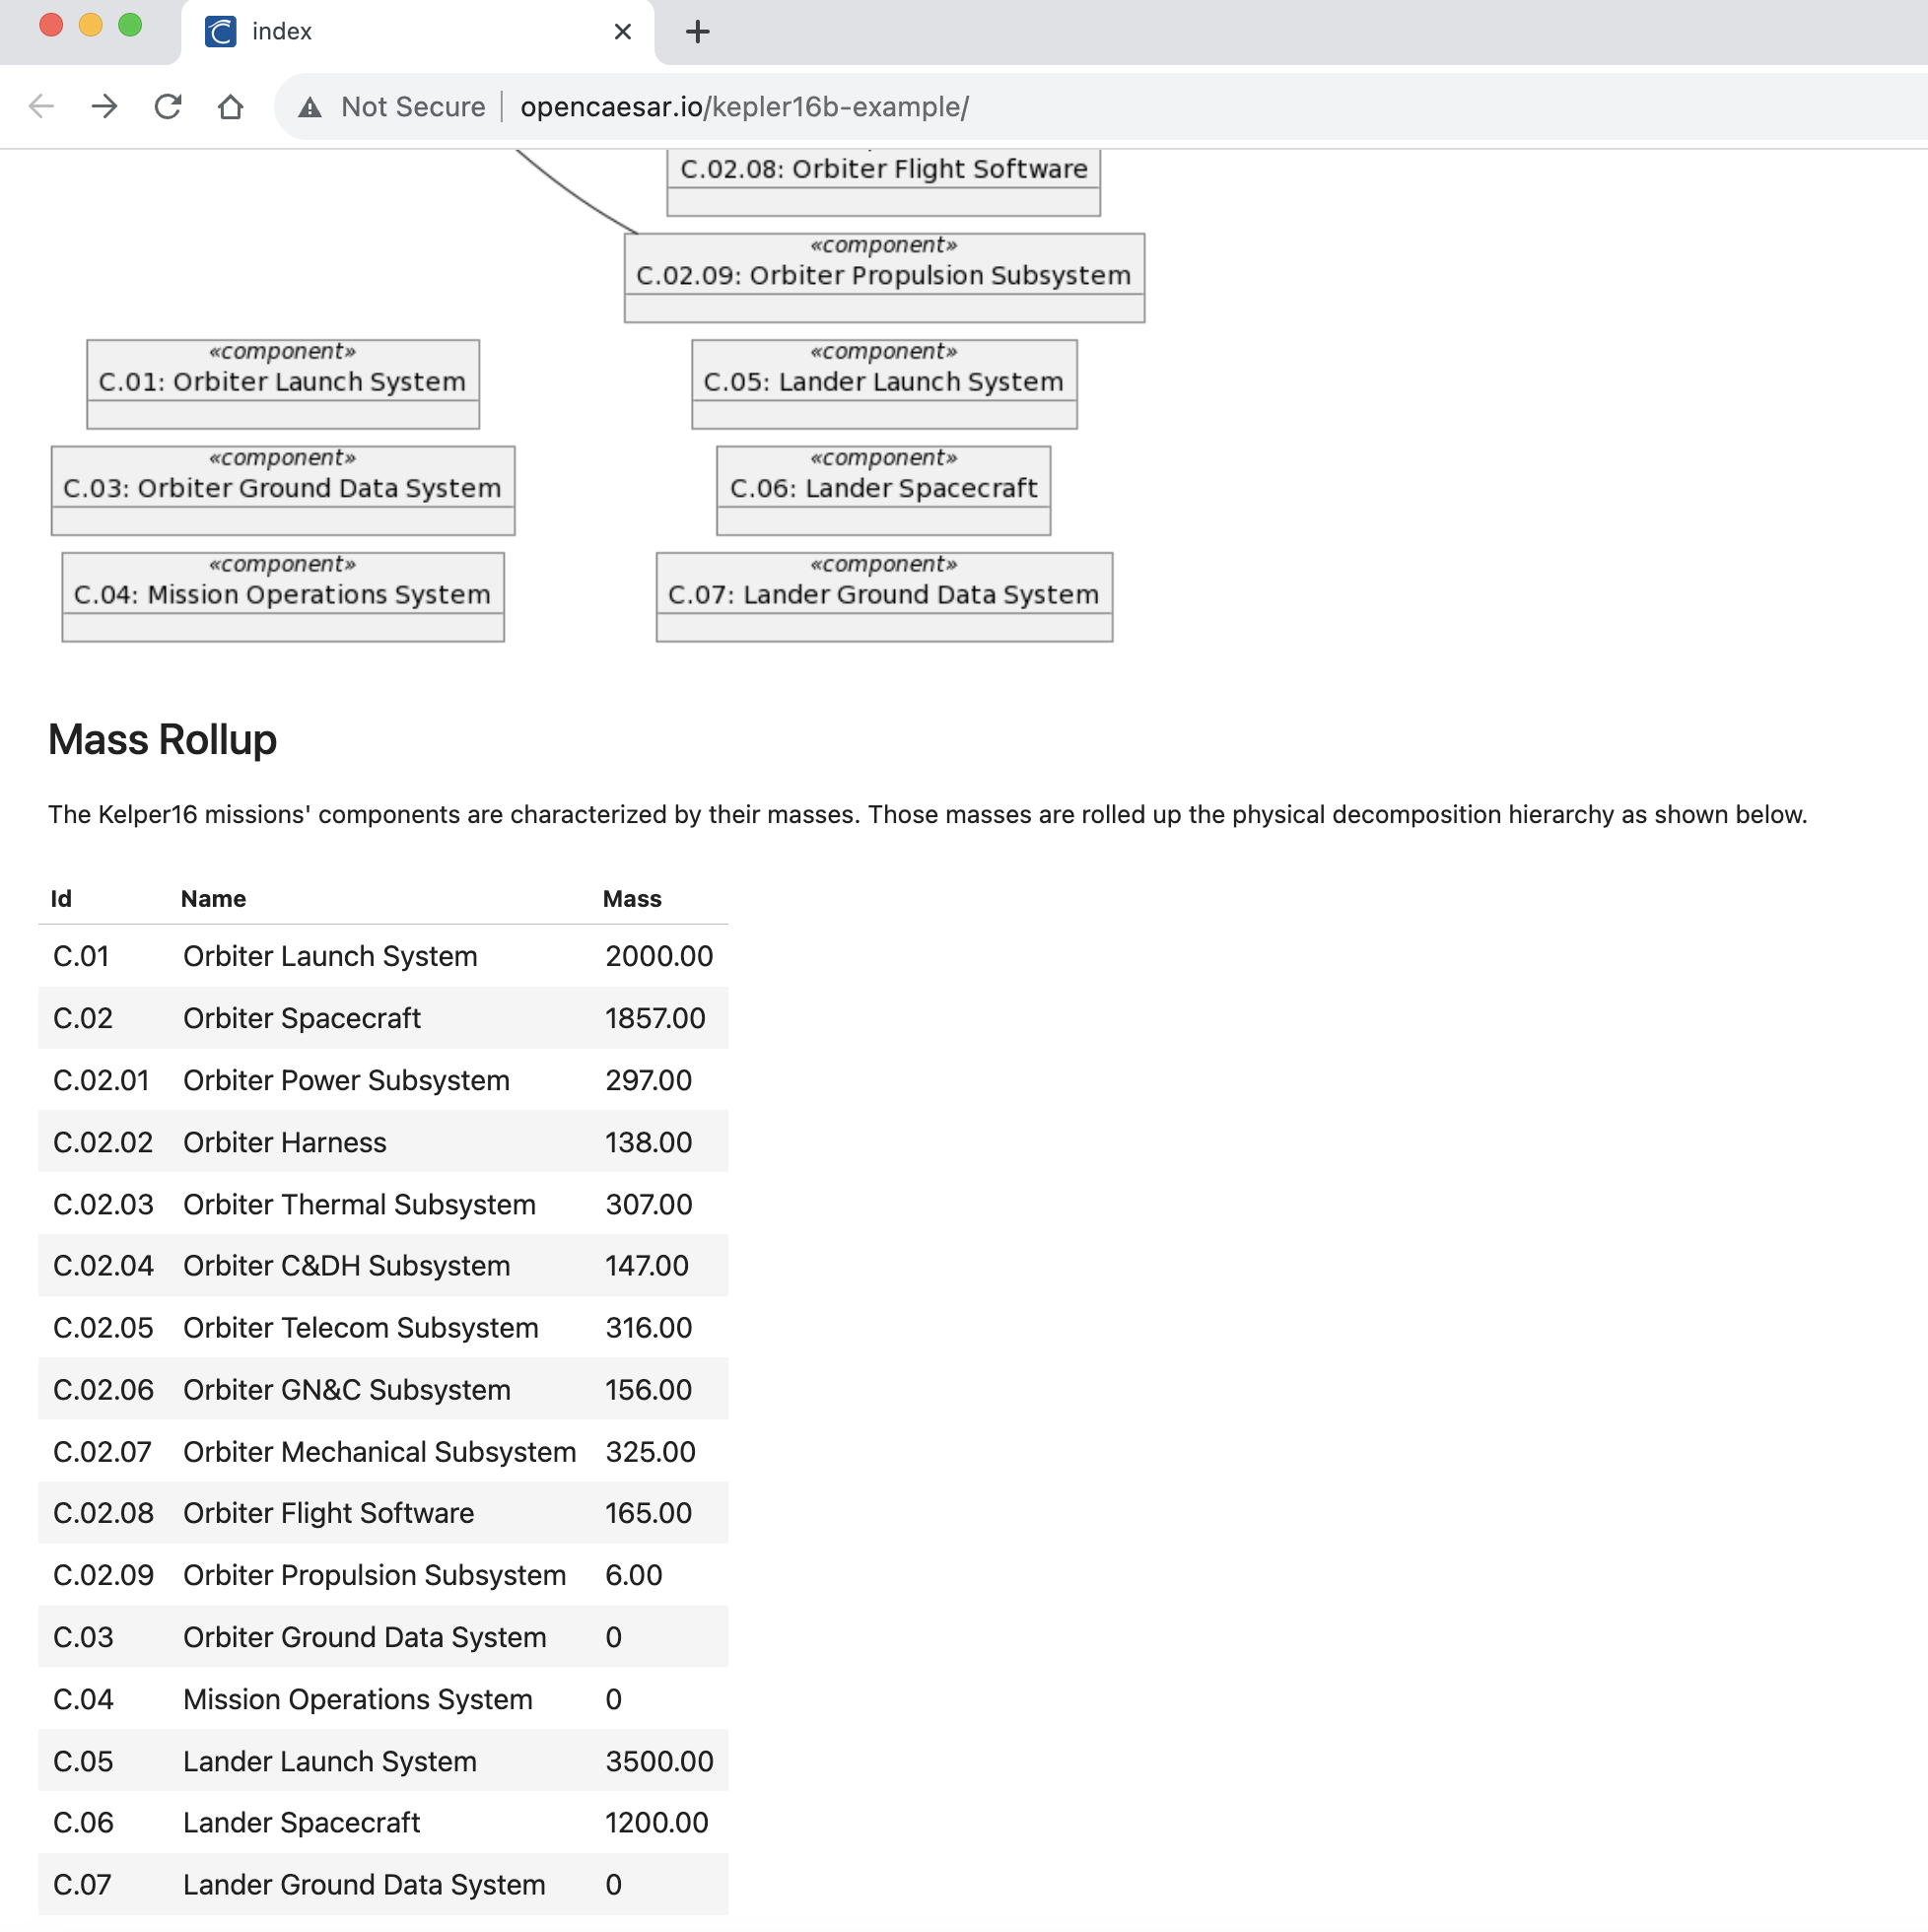 index
Not Secure opencaesar.io/kepler16b-example/
C.02.08: Orbiter Flight Software
«component»
C.02.09: Orbiter Propulsion Subsystem
«component» «component»
C.01: Orbiter Launch System C.05: Lander Launch System
«component» «component»
C.03: Orbiter Ground Data System C.06: Lander Spacecraft
«component» «component»
C.04: Mission Operations System C.07: Lander Ground Data System
Mass Rollup
The Kelper16 missions' components are characterized by their masses. Those masses are rolled up the physical decomposition hierarchy as shown below.
Id Name Mass
C.01 Orbiter Launch System 2000.00
C.02 Orbiter Spacecraft 1857.00
C.02.01 Orbiter Power Subsystem 297.00
C.02.02 Orbiter Harness 138.00
C.02.03 Orbiter Thermal Subsystem 307.00
C.02.04 Orbiter C&DH Subsystem 147.00
C.02.05 Orbiter Telecom Subsystem 316.00
C.02.06 Orbiter GN&C Subsystem 156.00
C.02.07 Orbiter Mechanical Subsystem 325.00
C.02.08 Orbiter Flight Software 165.00
C.02.09 Orbiter Propulsion Subsystem 6.00
C.03 Orbiter Ground Data System 0
C.04 Mission Operations System 0
C.05 Lander Launch System 3500.00
C.06 Lander Spacecraft 1200.00
C.07 Lander Ground Data System 0